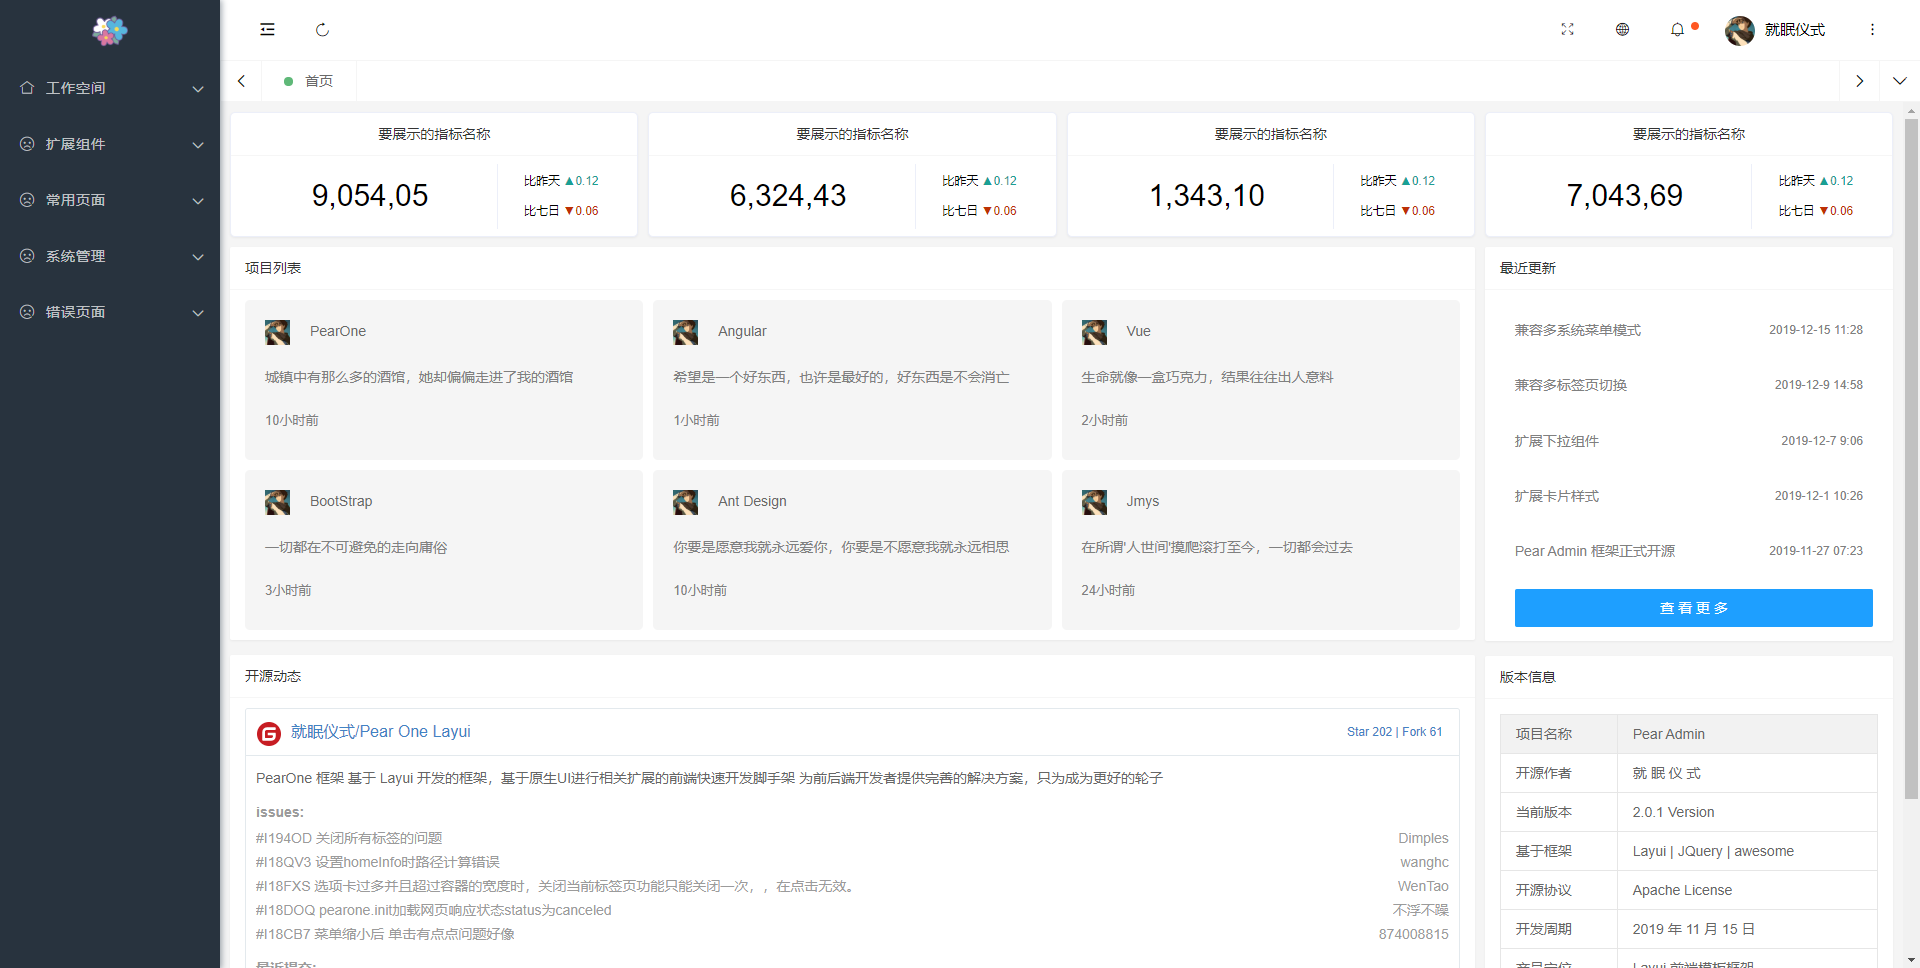 工作空间
扩展组件
常用页面
系统管理
错误页面
就眠仪式
首页
要展示的指标名称
9,054,05
比昨天 ▲0.12
比七日 ▼0.06
要展示的指标名称
6,324,43
比昨天 ▲0.12
比七日 ▼0.06
要展示的指标名称
1,343,10
比昨天 ▲0.12
比七日 ▼0.06
要展示的指标名称
7,043,69
比昨天 ▲0.12
比七日 ▼0.06
项目列表
PearOne
城镇中有那么多的酒馆，她却偏偏走进了我的酒馆
10小时前
Angular
希望是一个好东西，也许是最好的，好东西是不会消亡
1小时前
Vue
生命就像一盒巧克力，结果往往出人意料
2小时前
BootStrap
一切都在不可避免的走向庸俗
3小时前
Ant Design
你要是愿意我就永远爱你，你要是不愿意我就永远相思
10小时前
Jmys
在所谓'人世间'摸爬滚打至今，一切都会过去
24小时前
最近更新
兼容多系统菜单模式 2019-12-15 11:28
兼容多标签页切换 2019-12-9 14:58
扩展下拉组件 2019-12-7 9:06
扩展卡片样式 2019-12-1 10:26
Pear Admin 框架正式开源 2019-11-27 07:23
查 看 更 多
开源动态
G 就眠仪式/Pear One Layui Star 202 | Fork 61
PearOne 框架 基于 Layui 开发的框架，基于原生UI进行相关扩展的前端快速开发脚手架 为前后端开发者提供完善的解决方案，只为成为更好的轮子
issues:
#I194OD 关闭所有标签的问题 Dimples
#I18QV3 设置homeInfo时路径计算错误 wanghc
#I18FXS 选项卡过多并且超过容器的宽度时，关闭当前标签页功能只能关闭一次，，在点击无效。 WenTao
#I18DOQ pearone.init加载网页响应状态status为canceled 不浮不躁
#I18CB7 菜单缩小后 单击有点点问题好像 874008815
最近提交:
版本信息
项目名称 Pear Admin
开源作者 就 眠 仪 式
当前版本 2.0.1 Version
基于框架 Layui | JQuery | awesome
开源协议 Apache License
开发周期 2019 年 11 月 15 日
产品定位 Layui 前端模板框架